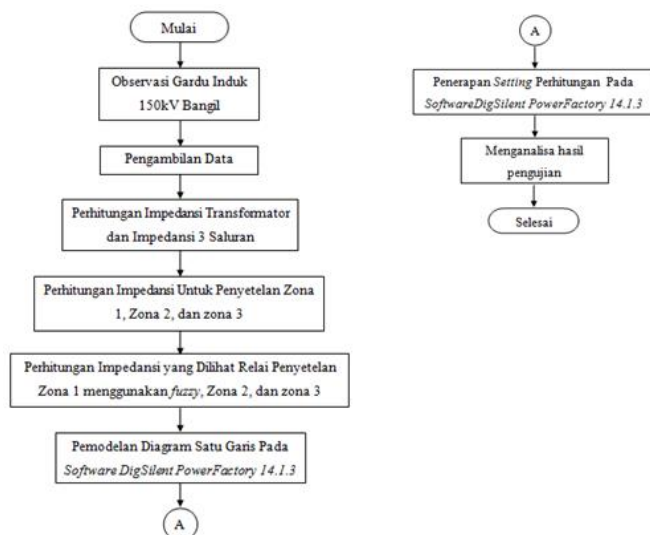 Mulai
Observasi Gardu Induk
150kV Bangil
Pengambilan Data
Perhitungan Impedansi Transformator
dan Impedansi 3 Saluran
Perhitungan Impedansi Untuk Penyetelan Zona
1, Zona 2, dan zona 3
Perhitungan Impedansi yang Dilihat Relai Penyetelan
Zona 1 menggunakan fuzzy, Zona 2, dan zona 3
Pemodelan Diagram Satu Garis Pada
Software DigSilent PowerFactory 14.1.3
A
A
Penerapan Setting Perhitungan Pada
SoftwareDigSilent PowerFactory 14.1.3
Menganalisa hasil
pengujian
Selesai